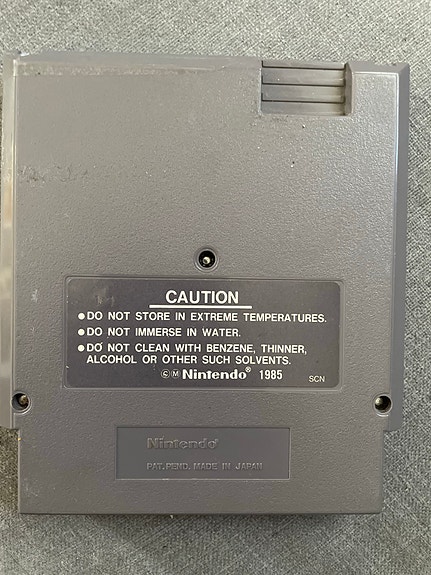 CAUTION
●DO NOT STORE IN EXTREME TEMPERATURES.
●DO NOT IMMERSE IN WATER.
●DO NOT CLEAN WITH BENZENE, THINNER,
ALCOHOL OR OTHER SUCH SOLVENTS.
©Ⓜ Nintendo® 1985 SCN
Nintendo®
PAT. PEND. MADE IN JAPAN